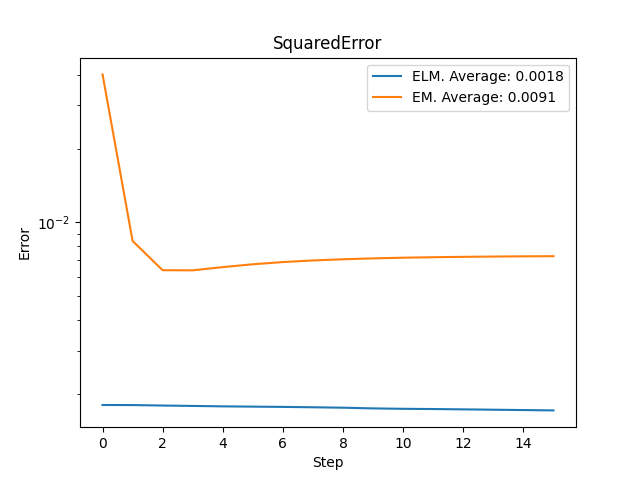 SquaredError
ELM. Average: 0.0018
EM. Average: 0.0091
10⁻²
Error
0 2 4 6 8 10 12 14
Step